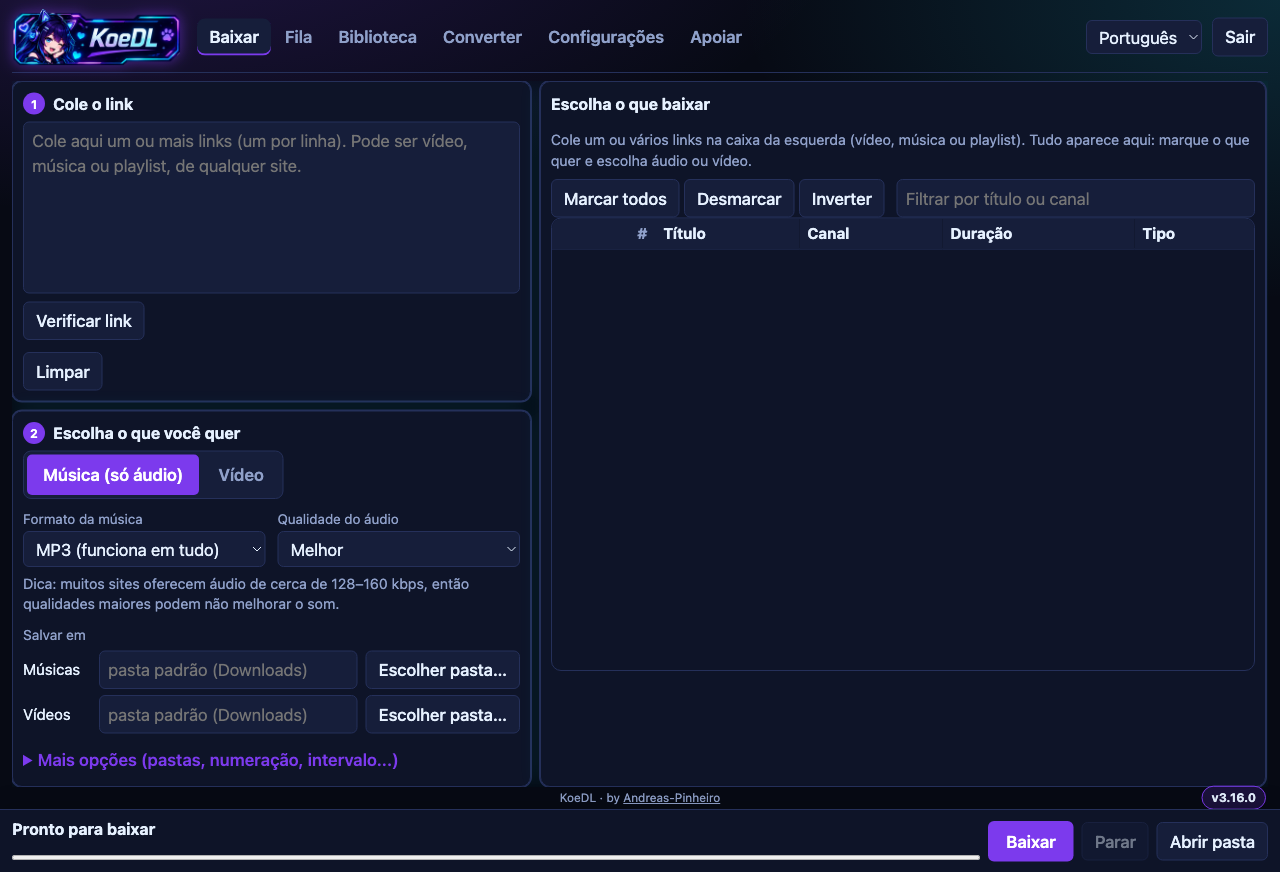 KoeDL
Baixar
Fila
Biblioteca
Converter
Configurações
Apoiar
Português
Sair
1 Cole o link
Cole aqui um ou mais links (um por linha). Pode ser vídeo,
música ou playlist, de qualquer site.
Verificar link
Limpar
2 Escolha o que você quer
Música (só áudio)
Vídeo
Formato da música
Qualidade do áudio
MP3 (funciona em tudo)
Melhor
Dica: muitos sites oferecem áudio de cerca de 128–160 kbps, então
qualidades maiores podem não melhorar o som.
Salvar em
Músicas
pasta padrão (Downloads)
Escolher pasta...
Vídeos
pasta padrão (Downloads)
Escolher pasta...
Mais opções (pastas, numeração, intervalo...)
Escolha o que baixar
Cole um ou vários links na caixa da esquerda (vídeo, música ou playlist). Tudo aparece aqui: marque o que
quer e escolha áudio ou vídeo.
Marcar todos
Desmarcar
Inverter
Filtrar por título ou canal
# Título Canal Duração Tipo
KoeDL · by Andreas-Pinheiro
v3.16.0
Pronto para baixar
Baixar
Parar
Abrir pasta